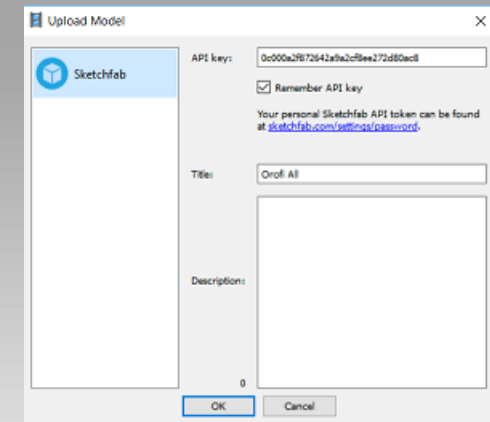 Upload Model
Sketchfab
API key:
0c000a2f872642a9a2cf8ee272d80ac8
Remember API key
Your personal Sketchfab API token can be found
at sketchfab.com/settings/password.
Title:
Orofi All
Description:
0
OK
Cancel